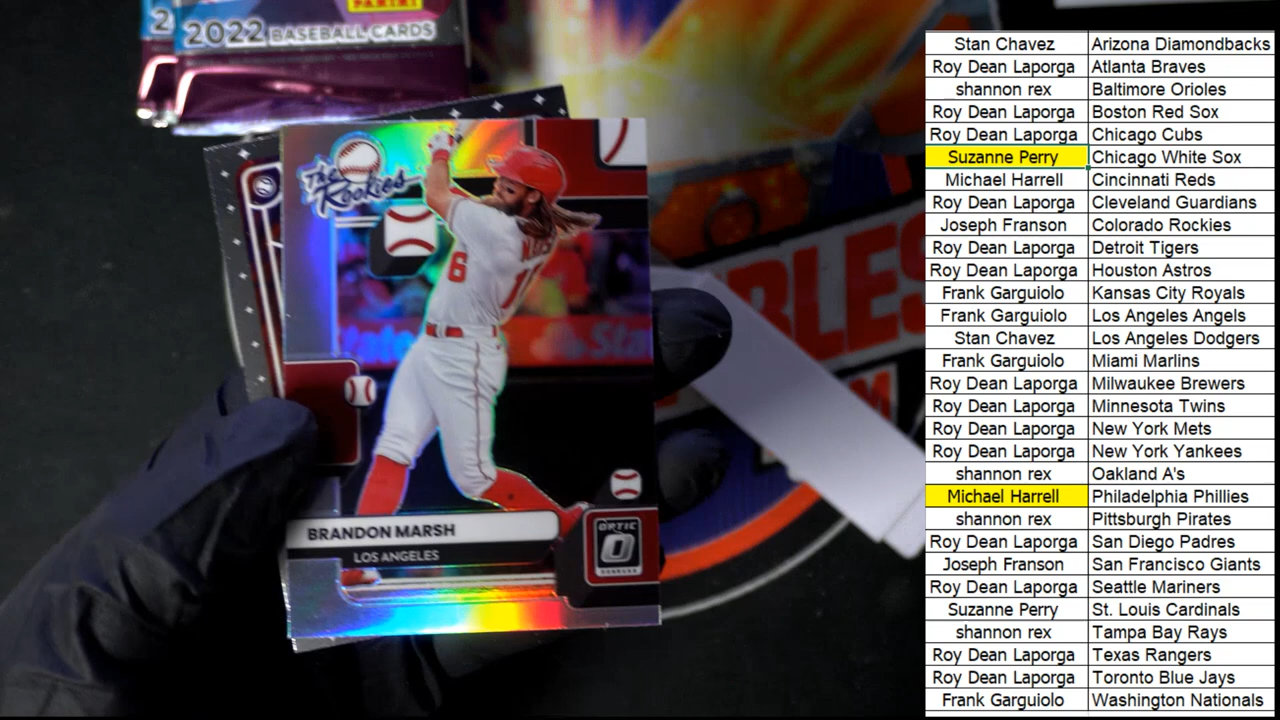 PANINI
2
2022 BASEBALL CARDS
The
Rookies
6
BLES
BRANDON MARSH
LOS ANGELES
OPTIC
DONRUSS
Stan Chavez Arizona Diamondbacks
Roy Dean Laporga Atlanta Braves
shannon rex Baltimore Orioles
Roy Dean Laporga Boston Red Sox
Roy Dean Laporga Chicago Cubs
Suzanne Perry Chicago White Sox
Michael Harrell Cincinnati Reds
Roy Dean Laporga Cleveland Guardians
Joseph Franson Colorado Rockies
Roy Dean Laporga Detroit Tigers
Roy Dean Laporga Houston Astros
Frank Garguiolo Kansas City Royals
Frank Garguiolo Los Angeles Angels
Stan Chavez Los Angeles Dodgers
Frank Garguiolo Miami Marlins
Roy Dean Laporga Milwaukee Brewers
Roy Dean Laporga Minnesota Twins
Roy Dean Laporga New York Mets
Roy Dean Laporga New York Yankees
shannon rex Oakland A's
Michael Harrell Philadelphia Phillies
shannon rex Pittsburgh Pirates
Roy Dean Laporga San Diego Padres
Joseph Franson San Francisco Giants
Roy Dean Laporga Seattle Mariners
Suzanne Perry St. Louis Cardinals
shannon rex Tampa Bay Rays
Roy Dean Laporga Texas Rangers
Roy Dean Laporga Toronto Blue Jays
Frank Garguiolo Washington Nationals